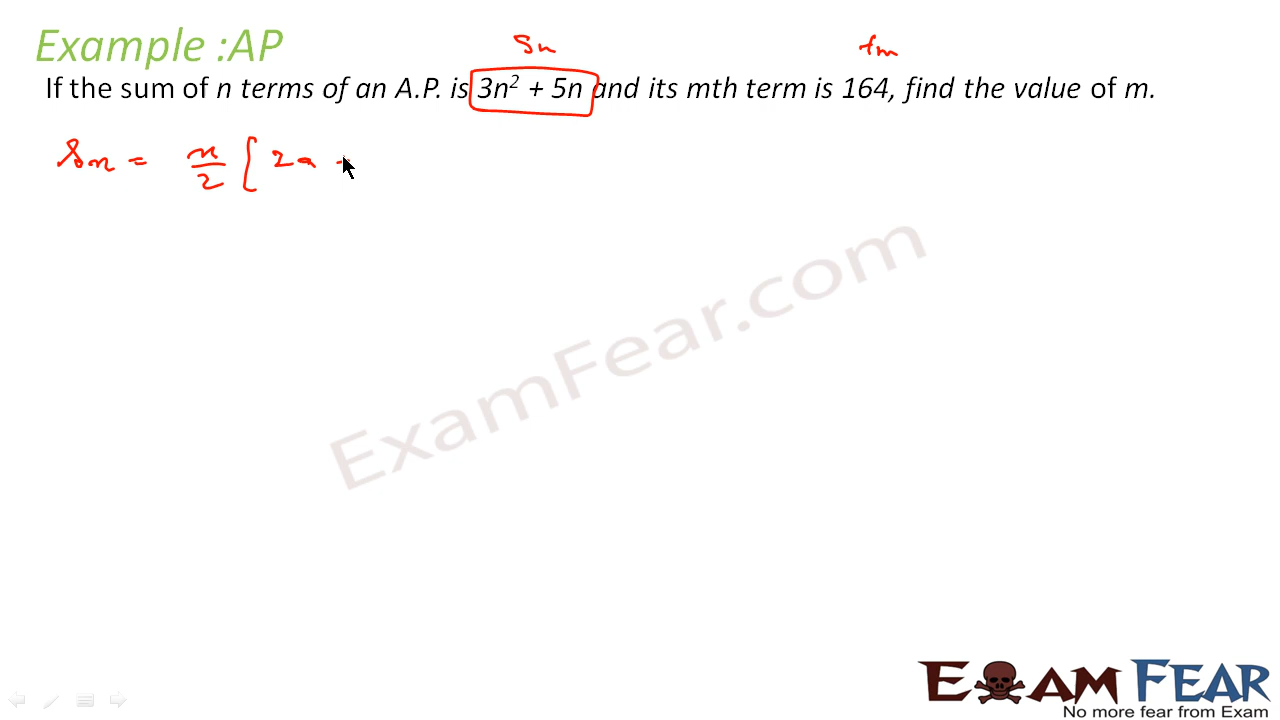 Example :AP
Sn
tm
If the sum of n terms of an A.P. is 3n² + 5n and its mth term is 164, find the value of m.
Sn = n/2 [ 2a +
ExamFear.com
EXAM FEAR
No more fear from Exam